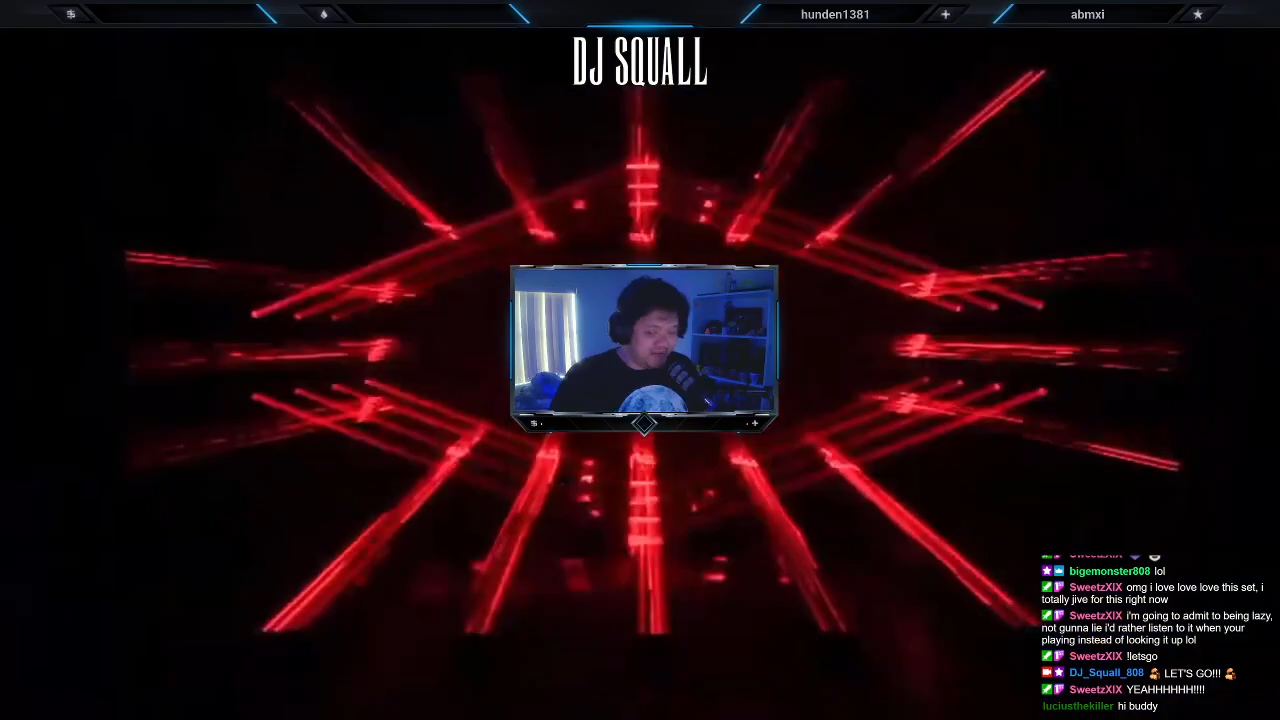 hunden1381
abmxi
DJ SQUALL
SweetzXIX
bigemonster808 lol
SweetzXIX omg i love love love this set, i
totally jive for this right now
SweetzXIX i'm going to admit to being lazy,
not gunna lie i'd rather listen to it when your
playing instead of looking it up lol
SweetzXIX !letsgo
DJ_Squall_808 LET'S GO!!!
SweetzXIX YEAHHHHHH!!!!
luciusthekiller hi buddy